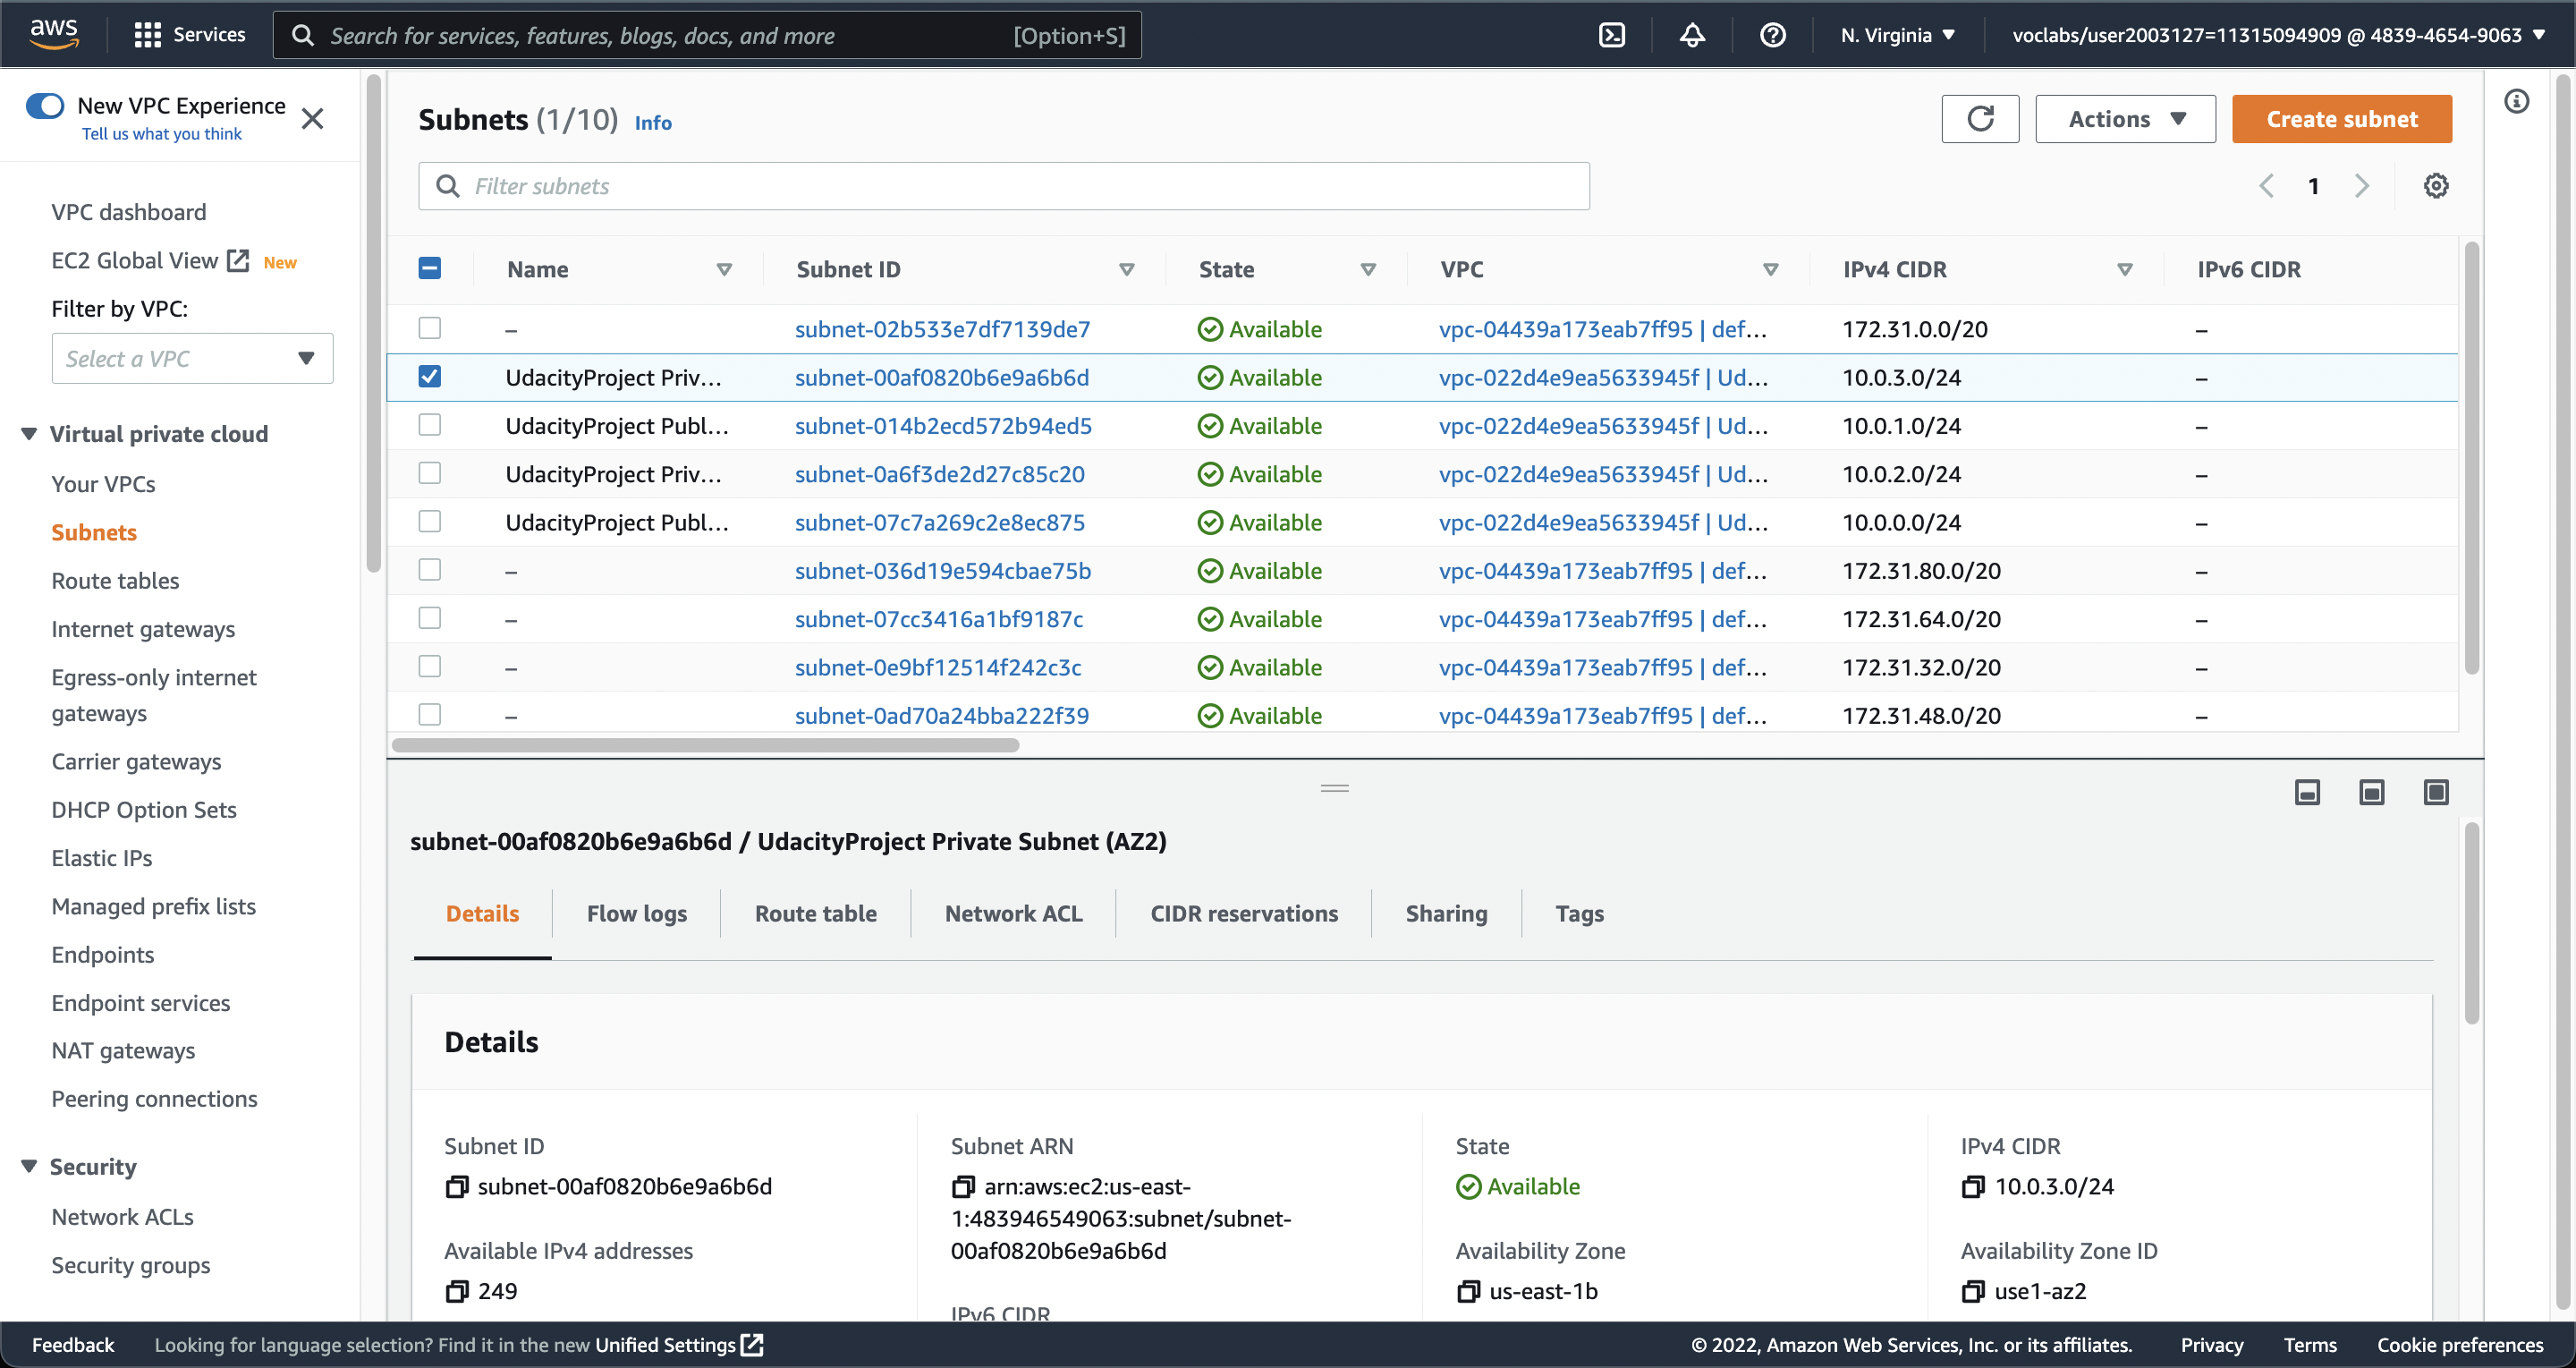 aws
Services
Search for services, features, blogs, docs, and more
[Option+S]
N. Virginia
voclabs/user2003127=11315094909 @ 4839-4654-9063
New VPC Experience
Tell us what you think
VPC dashboard
EC2 Global View New
Filter by VPC:
Select a VPC
Virtual private cloud
Your VPCs
Subnets
Route tables
Internet gateways
Egress-only internet
gateways
Carrier gateways
DHCP Option Sets
Elastic IPs
Managed prefix lists
Endpoints
Endpoint services
NAT gateways
Peering connections
Security
Network ACLs
Security groups
Subnets (1/10) Info
Actions
Create subnet
Filter subnets
1
Name Subnet ID State VPC IPv4 CIDR IPv6 CIDR
– subnet-02b533e7df7139de7 Available vpc-04439a173eab7ff95 | def... 172.31.0.0/20 –
UdacityProject Priv... subnet-00af0820b6e9a6b6d Available vpc-022d4e9ea5633945f | Ud... 10.0.3.0/24 –
UdacityProject Publ... subnet-014b2ecd572b94ed5 Available vpc-022d4e9ea5633945f | Ud... 10.0.1.0/24 –
UdacityProject Priv... subnet-0a6f3de2d27c85c20 Available vpc-022d4e9ea5633945f | Ud... 10.0.2.0/24 –
UdacityProject Publ... subnet-07c7a269c2e8ec875 Available vpc-022d4e9ea5633945f | Ud... 10.0.0.0/24 –
– subnet-036d19e594cbae75b Available vpc-04439a173eab7ff95 | def... 172.31.80.0/20 –
– subnet-07cc3416a1bf9187c Available vpc-04439a173eab7ff95 | def... 172.31.64.0/20 –
– subnet-0e9bf12514f242c3c Available vpc-04439a173eab7ff95 | def... 172.31.32.0/20 –
– subnet-0ad70a24bba222f39 Available vpc-04439a173eab7ff95 | def... 172.31.48.0/20 –
subnet-00af0820b6e9a6b6d / UdacityProject Private Subnet (AZ2)
Details Flow logs Route table Network ACL CIDR reservations Sharing Tags
Details
Subnet ID
subnet-00af0820b6e9a6b6d
Available IPv4 addresses
249
Subnet ARN
arn:aws:ec2:us-east-
1:483946549063:subnet/subnet-
00af0820b6e9a6b6d
IPv6 CIDR
State
Available
Availability Zone
us-east-1b
IPv4 CIDR
10.0.3.0/24
Availability Zone ID
use1-az2
Feedback
Looking for language selection? Find it in the new Unified Settings
© 2022, Amazon Web Services, Inc. or its affiliates.
Privacy
Terms
Cookie preferences